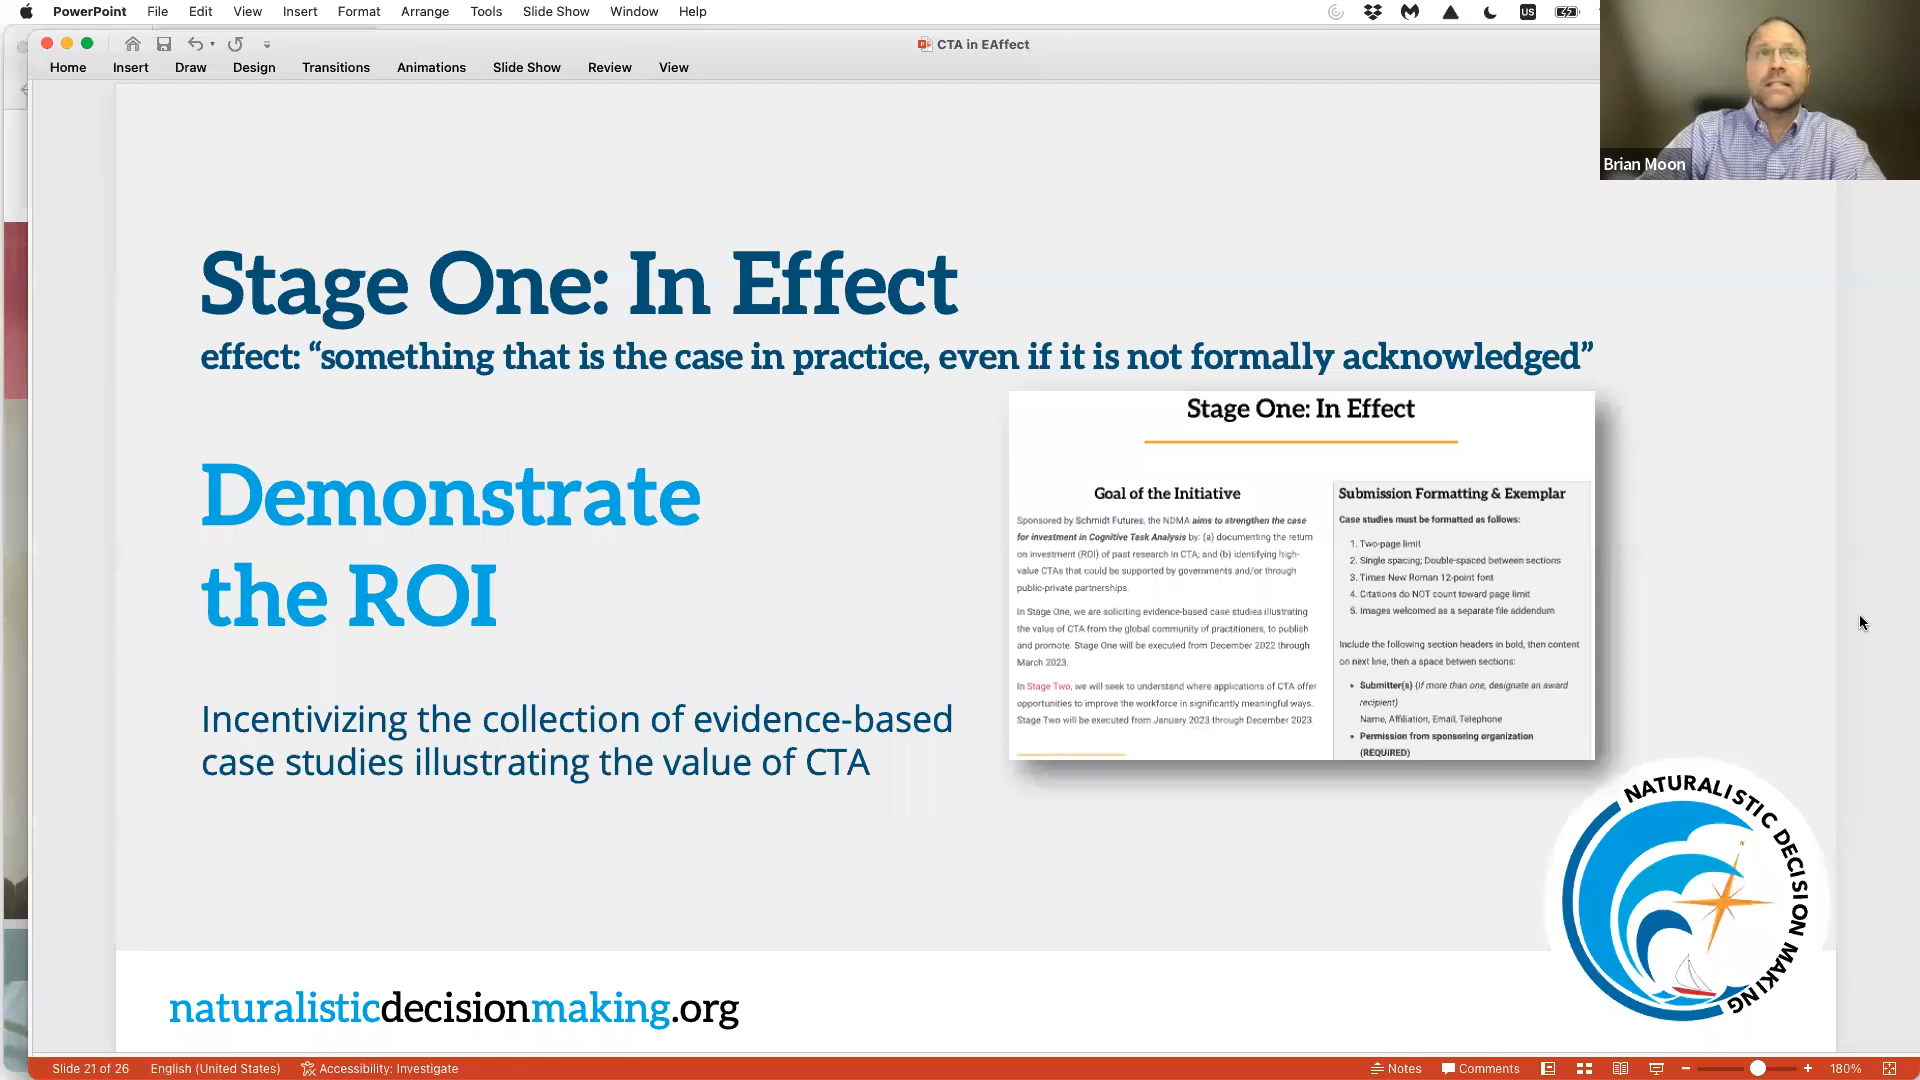 PowerPoint File Edit View Insert Format Arrange Tools Slide Show Window Help
US
CTA in EAffect
Home Insert Draw Design Transitions Animations Slide Show Review View
Brian Moon
Stage One: In Effect
effect: “something that is the case in practice, even if it is not formally acknowledged”
Demonstrate
the ROI
Incentivizing the collection of evidence-based
case studies illustrating the value of CTA
Stage One: In Effect
Goal of the Initiative
Sponsored by Schmidt Futures, the NDMA aims to strengthen the case
for investment in Cognitive Task Analysis by: (a) documenting the return
on investment (ROI) of past research in CTA; and (b) identifying high-
value CTAs that could be supported by governments and/or through
public-private partnerships.
In Stage One, we are soliciting evidence-based case studies illustrating
the value of CTA from the global community of practitioners, to publish
and promote. Stage One will be executed from December 2022 through
March 2023.
In Stage Two, we will seek to understand where applications of CTA offer
opportunities to improve the workforce in significantly meaningful ways.
Stage Two will be executed from January 2023 through December 2023.
Submission Formatting & Exemplar
Case studies must be formatted as follows:
1. Two-page limit
2. Single spacing; Double-spaced between sections
3. Times New Roman 12-point font
4. Citations do NOT count toward page limit
5. Images welcomed as a separate file addendum
Include the following section headers in bold, then content
on next line, then a space between sections:
• Submitter(s) (If more than one, designate an award
recipient)
Name, Affiliation, Email, Telephone
• Permission from sponsoring organization
(REQUIRED)
NATURALISTIC DECISION MAKING
N
naturalisticdecisionmaking.org
Slide 21 of 26 English (United States) Accessibility: Investigate Notes Comments 180%